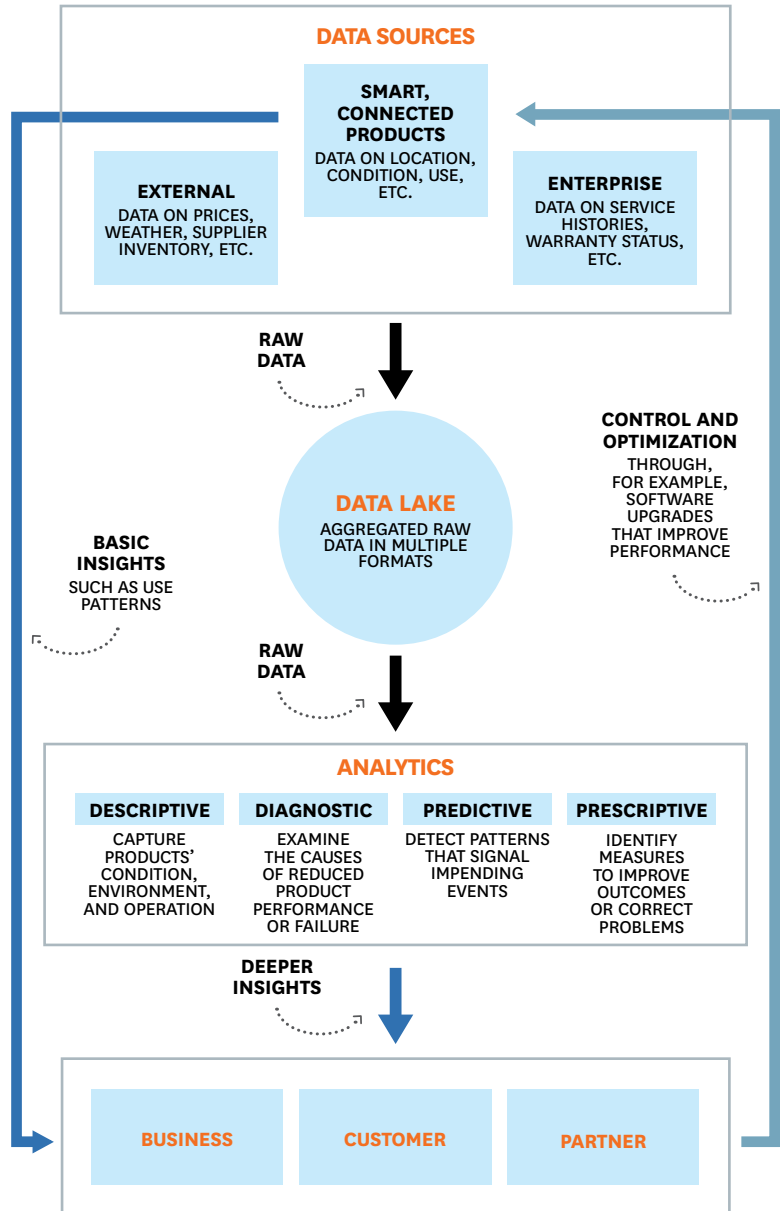 DATA SOURCES
SMART,
CONNECTED
PRODUCTS
DATA ON LOCATION,
CONDITION, USE,
ETC.
EXTERNAL
DATA ON PRICES,
WEATHER, SUPPLIER
INVENTORY, ETC.
ENTERPRISE
DATA ON SERVICE
HISTORIES,
WARRANTY STATUS,
ETC.
RAW
DATA
DATA LAKE
AGGREGATED RAW
DATA IN MULTIPLE
FORMATS
CONTROL AND
OPTIMIZATION
THROUGH,
FOR EXAMPLE,
SOFTWARE
UPGRADES
THAT IMPROVE
PERFORMANCE
BASIC
INSIGHTS
SUCH AS USE
PATTERNS
RAW
DATA
ANALYTICS
DESCRIPTIVE
CAPTURE
PRODUCTS’
CONDITION,
ENVIRONMENT,
AND OPERATION
DIAGNOSTIC
EXAMINE
THE CAUSES
OF REDUCED
PRODUCT
PERFORMANCE
OR FAILURE
PREDICTIVE
DETECT PATTERNS
THAT SIGNAL
IMPENDING
EVENTS
PRESCRIPTIVE
IDENTIFY
MEASURES
TO IMPROVE
OUTCOMES
OR CORRECT
PROBLEMS
DEEPER
INSIGHTS
BUSINESS
CUSTOMER
PARTNER